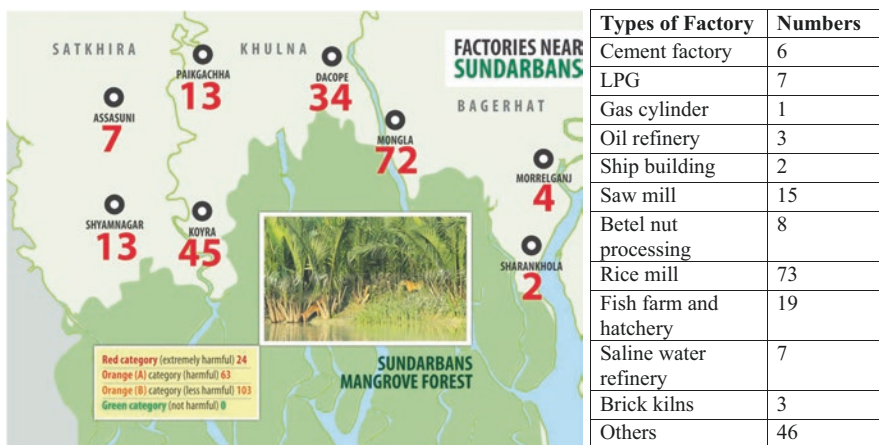 SATKHIRA
KHULNA
FACTORIES NEAR
SUNDARBANS
BAGERHAT
PAIKGACHHA
13
DACOPE
34
ASSASUNI
7
MONGLA
72
MORRELGANJ
4
SHYAMNAGAR
13
KOYRA
45
SHARANKHOLA
2
Red category (extremely harmful) 24
Orange (A) category (harmful) 63
Orange (B) category (less harmful) 103
Green category (not harmful) 0
SUNDARBANS
MANGROVE FOREST
Types of Factory Numbers
Cement factory 6
LPG 7
Gas cylinder 1
Oil refinery 3
Ship building 2
Saw mill 15
Betel nut 8
processing
Rice mill 73
Fish farm and 19
hatchery
Saline water 7
refinery
Brick kilns 3
Others 46